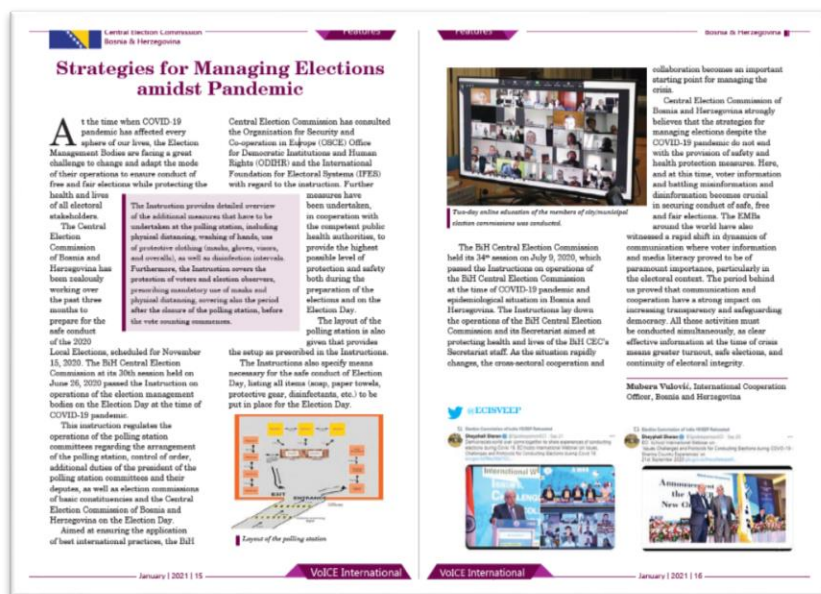 Central Election Commission
Bosnia & Herzegovina
Features
Strategies for Managing Elections
amidst Pandemic
At the time when COVID-19
pandemic has affected every
sphere of our lives, the Election
Management Bodies are facing a great
challenge to change and adapt the mode
of their operations to ensure conduct of
free and fair elections while protecting the
health and lives
of all electoral
stakeholders.
The Central
Election
Commission
of Bosnia and
Herzegovina has
been zealously
working over
the past three
months to
prepare for the
safe conduct
of the 2020
Local Elections, scheduled for November
15, 2020. The BiH Central Election
Commission at its 30th session held on
June 26, 2020 passed the Instruction on
operations of the election management
bodies on the Election Day at the time of
COVID-19 pandemic.
This instruction regulates the
operations of the polling station
committees regarding the arrangement
of the polling station, control of order,
additional duties of the president of the
polling station committees and their
deputies, as well as election commissions
of basic constituencies and the Central
Election Commission of Bosnia and
Herzegovina on the Election Day.
Aimed at ensuring the application
of best international practices, the BiH
The Instruction provides detailed overview
of the additional measures that have to be
undertaken at the polling station, including
physical distancing, washing of hands, use
of protective clothing (masks, gloves, visors,
and overalls), as well as disinfection intervals.
Furthermore, the Instruction covers the
protection of voters and election observers,
prescribing mandatory use of masks and
physical distancing, covering also the period
after the closure of the polling station, before
the vote counting commences.
Central Election Commission has consulted
the Organization for Security and
Co-operation in Europe (OSCE) Office
for Democratic Institutions and Human
Rights (ODIHR) and the International
Foundation for Electoral Systems (IFES)
with regard to the instruction. Further
measures have
been undertaken,
in cooperation with
the competent public
health authorities, to
provide the highest
possible level of
protection and safety
both during the
preparation of the
elections and on the
Election Day.
The layout of the
polling station is also
given that provides
the setup as prescribed in the Instructions.
The Instructions also specify means
necessary for the safe conduct of Election
Day, listing all items (soap, paper towels,
protective gear, disinfectants, etc.) to be
put in place for the Election Day.
EXIT
ENTRANCE
Layout of the polling station
January | 2021 | 15
VoICE International
Features
Bosnia & Herzegovina
Two-day online education of the members of city/municipal
election commissions was conducted.
The BiH Central Election Commission
held its 34th session on July 9, 2020, which
passed the Instructions on operations of
the BiH Central Election Commission
at the time of COVID-19 pandemic and
epidemiological situation in Bosnia and
Herzegovina. The Instructions lay down
the operations of the BiH Central Election
Commission and its Secretariat aimed at
protecting health and lives of the BiH CEC's
Secretariat staff. As the situation rapidly
changes, the cross-sectoral cooperation and
collaboration becomes an important
starting point for managing the
crisis.
Central Election Commission of
Bosnia and Herzegovina strongly
believes that the strategies for
managing elections despite the
COVID-19 pandemic do not end
with the provision of safety and
health protection measures. Here,
and at this time, voter information
and battling misinformation and
disinformation becomes crucial
in securing conduct of safe, free
and fair elections. The EMBs
around the world have also
witnessed a rapid shift in dynamics of
communication where voter information
and media literacy proved to be of
paramount importance, particularly in
the electoral context. The period behind
us proved that communication and
cooperation have a strong impact on
increasing transparency and safeguarding
democracy. All those activities must
be conducted simultaneously, as clear
effective information at the time of crisis
means greater turnout, safe elections, and
continuity of electoral integrity.
Mubera Vulović, International Cooperation
Officer, Bosnia and Herzegovina
@ECISVEEP
International
VoICE International
January | 2021 | 16